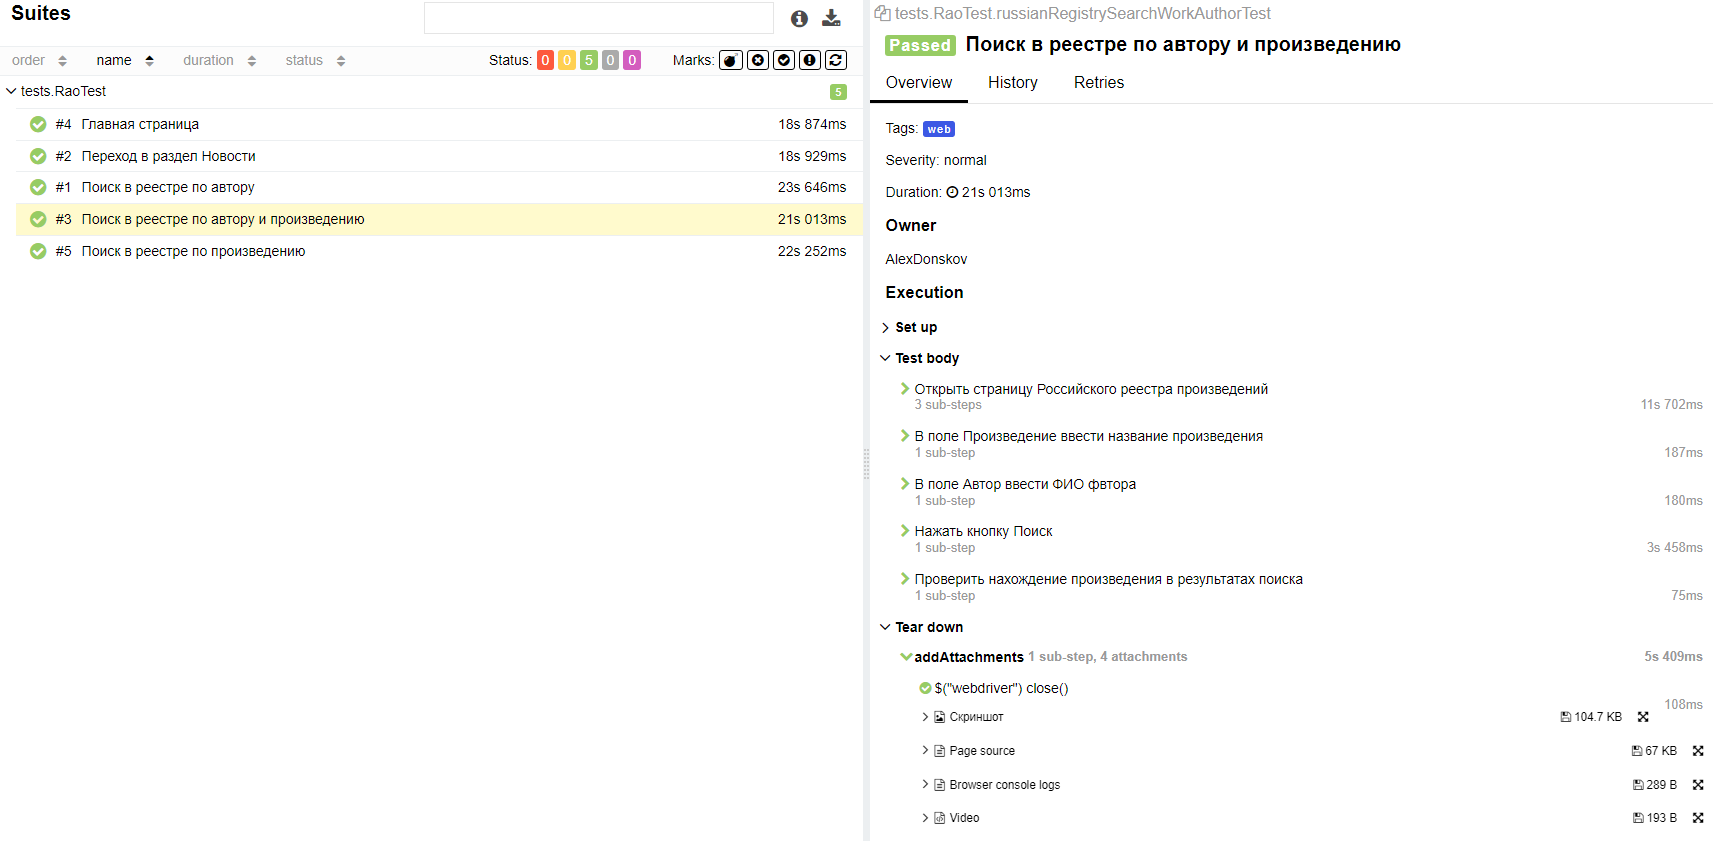 Suites
order name duration status Status: 0 0 5 0 0 Marks:
tests.RaoTest 5
#4 Главная страница 18s 874ms
#2 Переход в раздел Новости 18s 929ms
#1 Поиск в реестре по автору 23s 646ms
#3 Поиск в реестре по автору и произведению 21s 013ms
#5 Поиск в реестре по произведению 22s 252ms
tests.RaoTest.russianRegistrySearchWorkAuthorTest
Passed Поиск в реестре по автору и произведению
Overview History Retries
Tags: web
Severity: normal
Duration: 21s 013ms
Owner
AlexDonskov
Execution
Set up
Test body
Открыть страницу Российского реестра произведений
3 sub-steps 11s 702ms
В поле Произведение ввести название произведения
1 sub-step 187ms
В поле Автор ввести ФИО фвтора
1 sub-step 180ms
Нажать кнопку Поиск
1 sub-step 3s 458ms
Проверить нахождение произведения в результатах поиска
1 sub-step 75ms
Tear down
addAttachments 1 sub-step, 4 attachments 5s 409ms
$("webdriver") close()
108ms
Скриншот 104.7 KB
Page source 67 KB
Browser console logs 289 B
Video 193 B